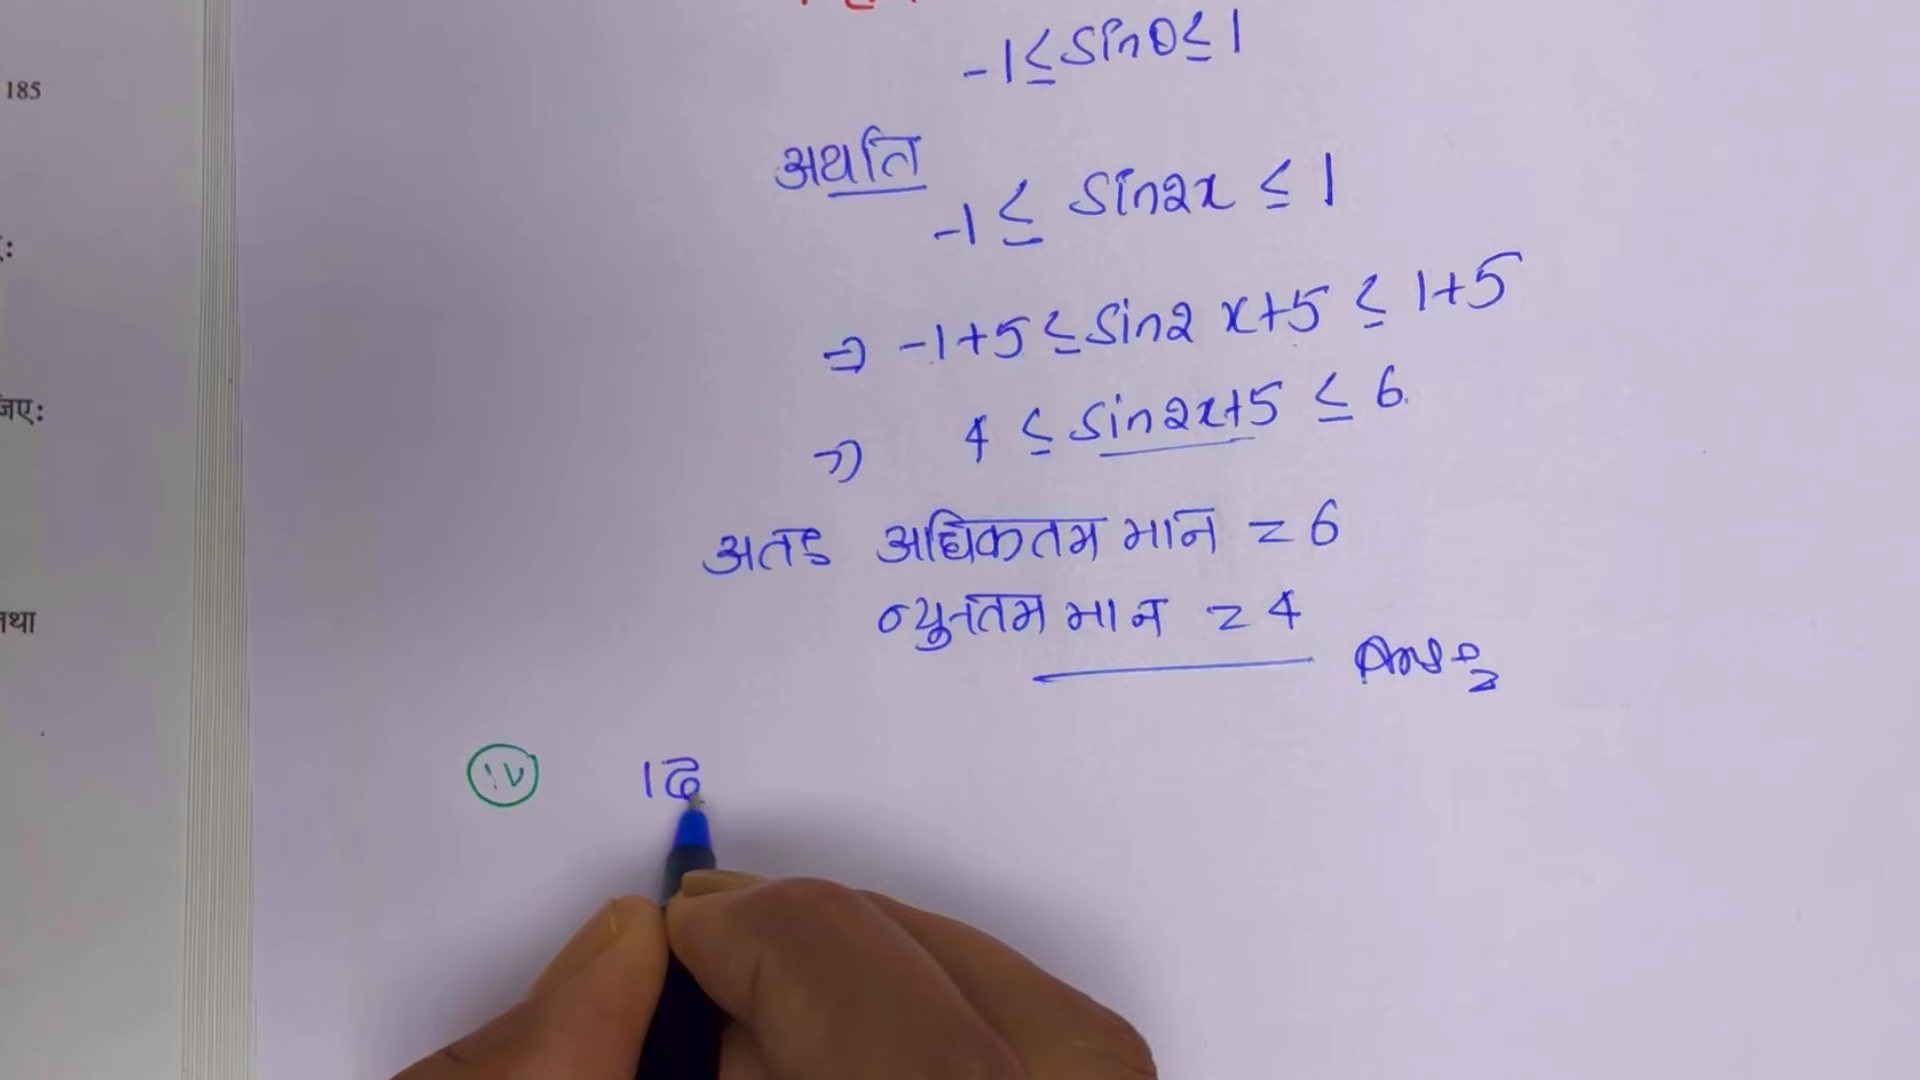 185
-1 ≤ Sinθ ≤ 1
अर्थात
-1 ≤ Sin2x ≤ 1
⇒ -1+5 ≤ Sin2x+5 ≤ 1+5
⇒ 4 ≤ Sin2x+5 ≤ 6
जिए:
अतः अधिकतम मान = 6
न्यूनतम मान = 4
तथा
Ans
iv दि